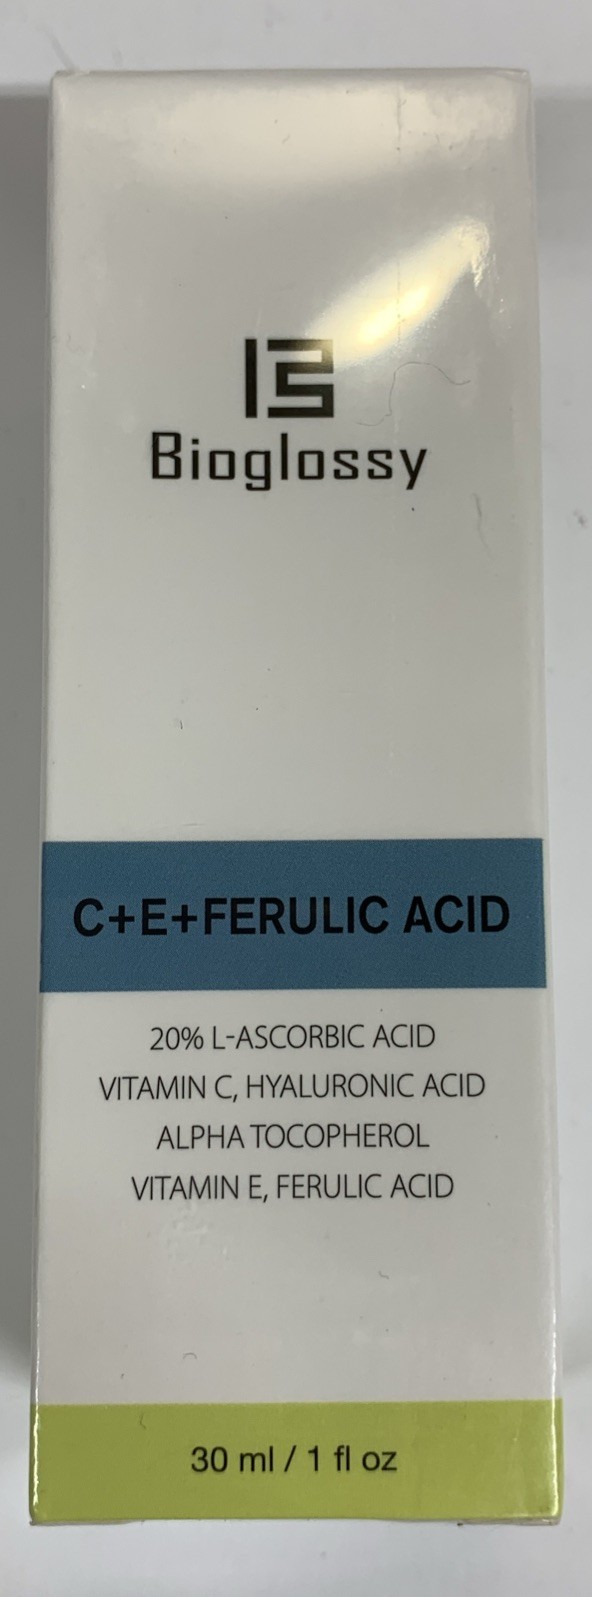 Bioglossy
C+E+FERULIC ACID
20% L-ASCORBIC ACID
VITAMIN C, HYALURONIC ACID
ALPHA TOCOPHEROL
VITAMIN E, FERULIC ACID
30 ml / 1 fl oz